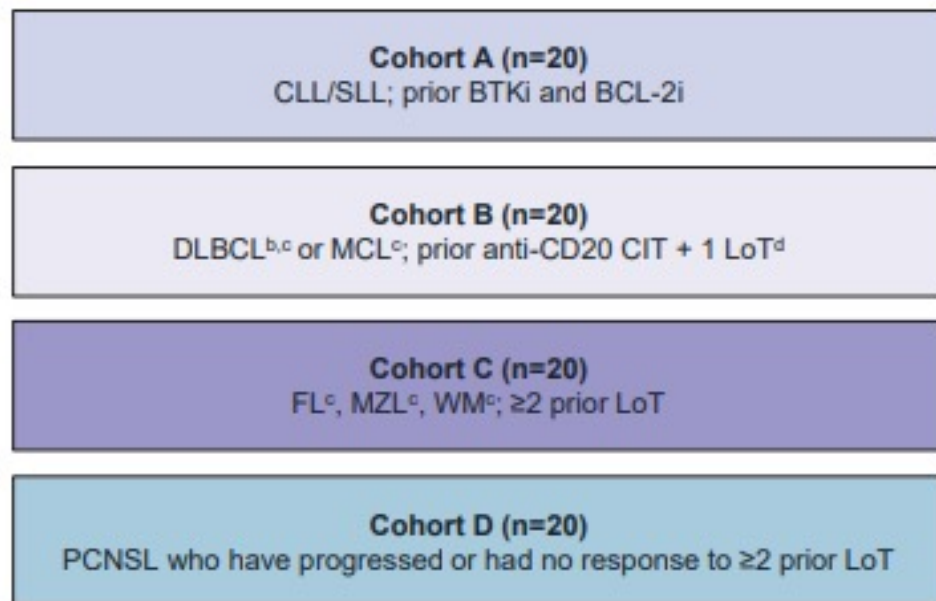 Cohort A (n=20)
CLL/SLL; prior BTKi and BCL-2i
Cohort B (n=20)
DLBCLᵇ,ᶜ or MCLᶜ; prior anti-CD20 CIT + 1 LoTᵈ
Cohort C (n=20)
FLᶜ, MZLᶜ, WMᶜ; ≥2 prior LoT
Cohort D (n=20)
PCNSL who have progressed or had no response to ≥2 prior LoT